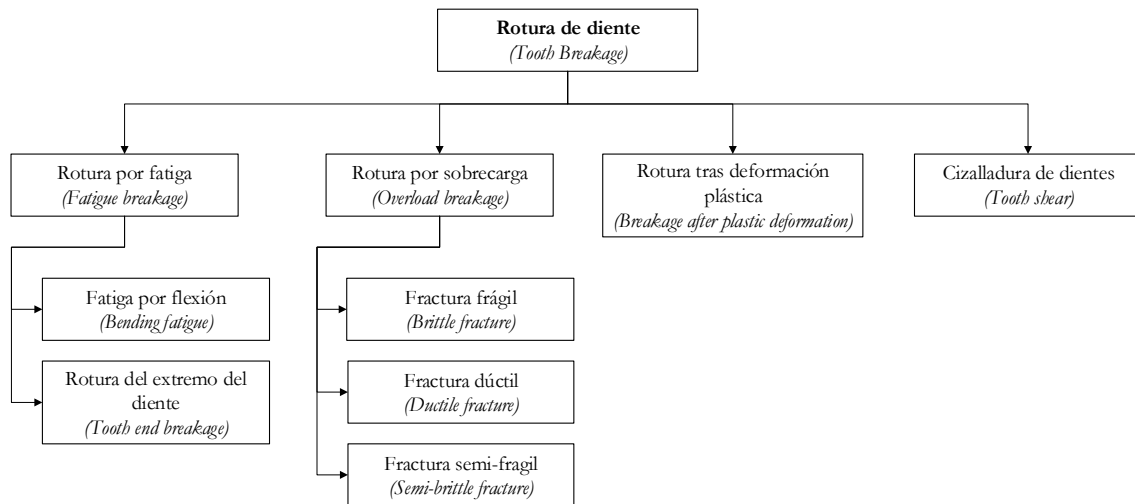 Rotura de diente
(Tooth Breakage)
Rotura por fatiga
(Fatigue breakage)
Rotura por sobrecarga
(Overload breakage)
Rotura tras deformación
plástica
(Breakage after plastic deformation)
Cizalladura de dientes
(Tooth shear)
Fatiga por flexión
(Bending fatigue)
Rotura del extremo del
diente
(Tooth end breakage)
Fractura frágil
(Brittle fracture)
Fractura dúctil
(Ductile fracture)
Fractura semi-fragil
(Semi-brittle fracture)